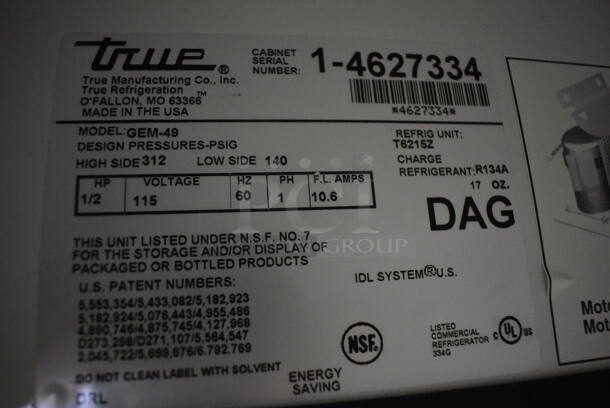 true®
True Manufacturing Co., Inc.
True Refrigeration™
O'FALLON, MO 63366
MADE IN THE USA
CABINET
SERIAL
NUMBER: 1-4627334
*4627334*
MODEL: GEM-49
DESIGN PRESSURES-PSIG
HIGH SIDE 312 LOW SIDE 140
REFRIG UNIT:
T6215Z
CHARGE
REFRIGERANT: R134A
17 OZ.
HP VOLTAGE HZ PH F.L. AMPS
1/2 115 60 1 10.6
DAG
PCI
GROUP
THIS UNIT LISTED UNDER N.S.F. NO. 7
FOR THE STORAGE AND/OR DISPLAY OF
PACKAGED OR BOTTLED PRODUCTS
IDL SYSTEM® U.S.
U.S. PATENT NUMBERS:
5,553,354/5,433,082/5,182,923
5,182,924/5,076,443/4,955,486
4,890,746/4,875,745/4,127,968
D273,298/D271,107/5,584,547
2,045,722/5,699,676/6.792.769
DO NOT CLEAN LABEL WITH SOLVENT
DRL
ENERGY
SAVING
NSF®
LISTED
COMMERCIAL
REFRIGERATOR
334G
C UL® US
Moto
Mot